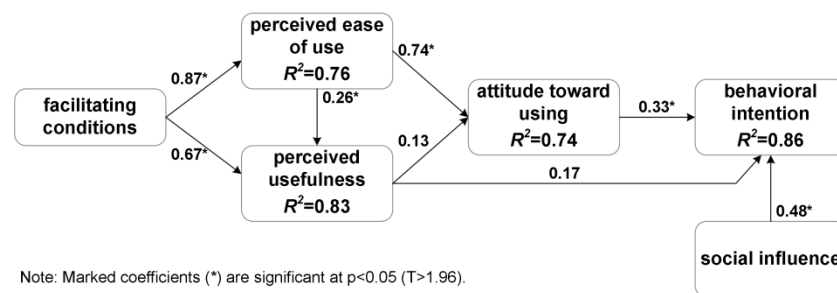 perceived ease
of use
R²=0.76
0.74*
0.87*
facilitating
conditions
0.26*
attitude toward
using
R²=0.74
0.33*
behavioral
intention
R²=0.86
0.67*
perceived
usefulness
R²=0.83
0.13
0.17
0.48*
social influence
Note: Marked coefficients (*) are significant at p<0.05 (T>1.96).